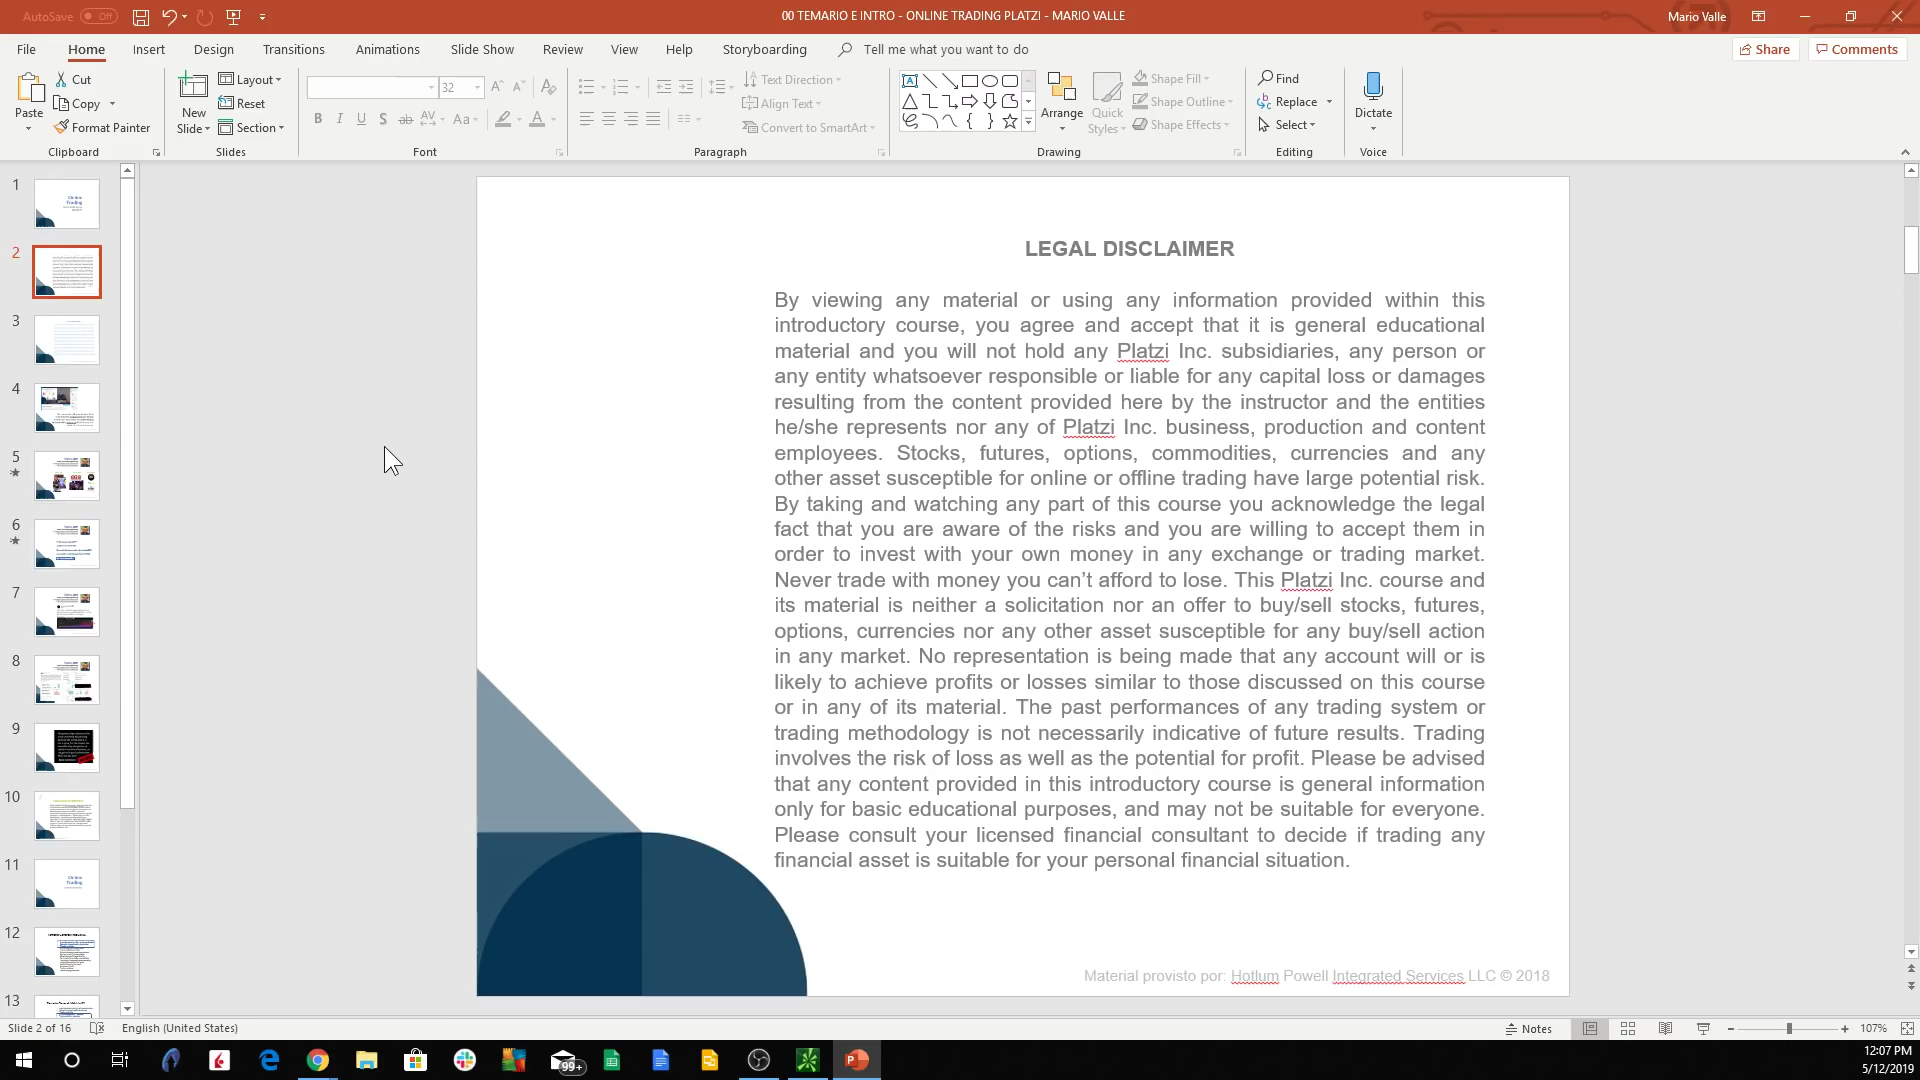 AutoSave Off
00 TEMARIO E INTRO - ONLINE TRADING PLATZI - MARIO VALLE
Mario Valle
File Home Insert Design Transitions Animations Slide Show Review View Help Storyboarding Tell me what you want to do
Share Comments
Paste
Cut
Copy
Format Painter
Clipboard
New
Slide
Layout
Reset
Section
Slides
32
Font
Text Direction
Align Text
Convert to SmartArt
Paragraph
Arrange
Quick
Styles
Shape Fill
Shape Outline
Shape Effects
Drawing
Find
Replace
Select
Editing
Dictate
Voice
1
Online
Trading
2
3
4
5
6
7
8
9
10
11
Online
Trading
12
13
LEGAL DISCLAIMER
By viewing any material or using any information provided within this
introductory course, you agree and accept that it is general educational
material and you will not hold any Platzi Inc. subsidiaries, any person or
any entity whatsoever responsible or liable for any capital loss or damages
resulting from the content provided here by the instructor and the entities
he/she represents nor any of Platzi Inc. business, production and content
employees. Stocks, futures, options, commodities, currencies and any
other asset susceptible for online or offline trading have large potential risk.
By taking and watching any part of this course you acknowledge the legal
fact that you are aware of the risks and you are willing to accept them in
order to invest with your own money in any exchange or trading market.
Never trade with money you can’t afford to lose. This Platzi Inc. course and
its material is neither a solicitation nor an offer to buy/sell stocks, futures,
options, currencies nor any other asset susceptible for any buy/sell action
in any market. No representation is being made that any account will or is
likely to achieve profits or losses similar to those discussed on this course
or in any of its material. The past performances of any trading system or
trading methodology is not necessarily indicative of future results. Trading
involves the risk of loss as well as the potential for profit. Please be advised
that any content provided in this introductory course is general information
only for basic educational purposes, and may not be suitable for everyone.
Please consult your licensed financial consultant to decide if trading any
financial asset is suitable for your personal financial situation.
Material provisto por: Hotlum Powell Integrated Services LLC © 2018
Slide 2 of 16 English (United States)
Notes
107%
99+
12:07 PM
5/12/2019